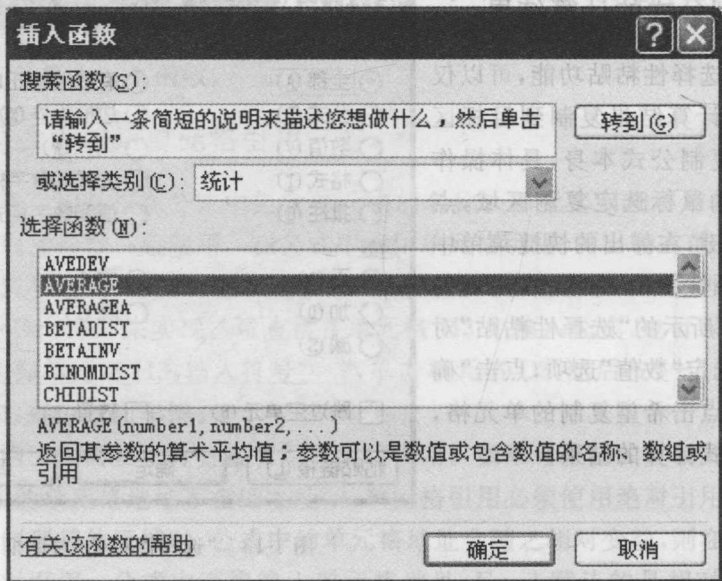 插入函数
搜索函数(S):
请输入一条简短的说明来描述您想做什么，然后单击
“转到”
转到(G)
或选择类别(C): 统计
选择函数(N):
AVEDEV
AVERAGE
AVERAGEA
BETADIST
BETAINV
BINOMDIST
CHIDIST
AVERAGE(number1,number2,...)
返回其参数的算术平均值；参数可以是数值或包含数值的名称、数组或
引用
有关该函数的帮助
确定
取消